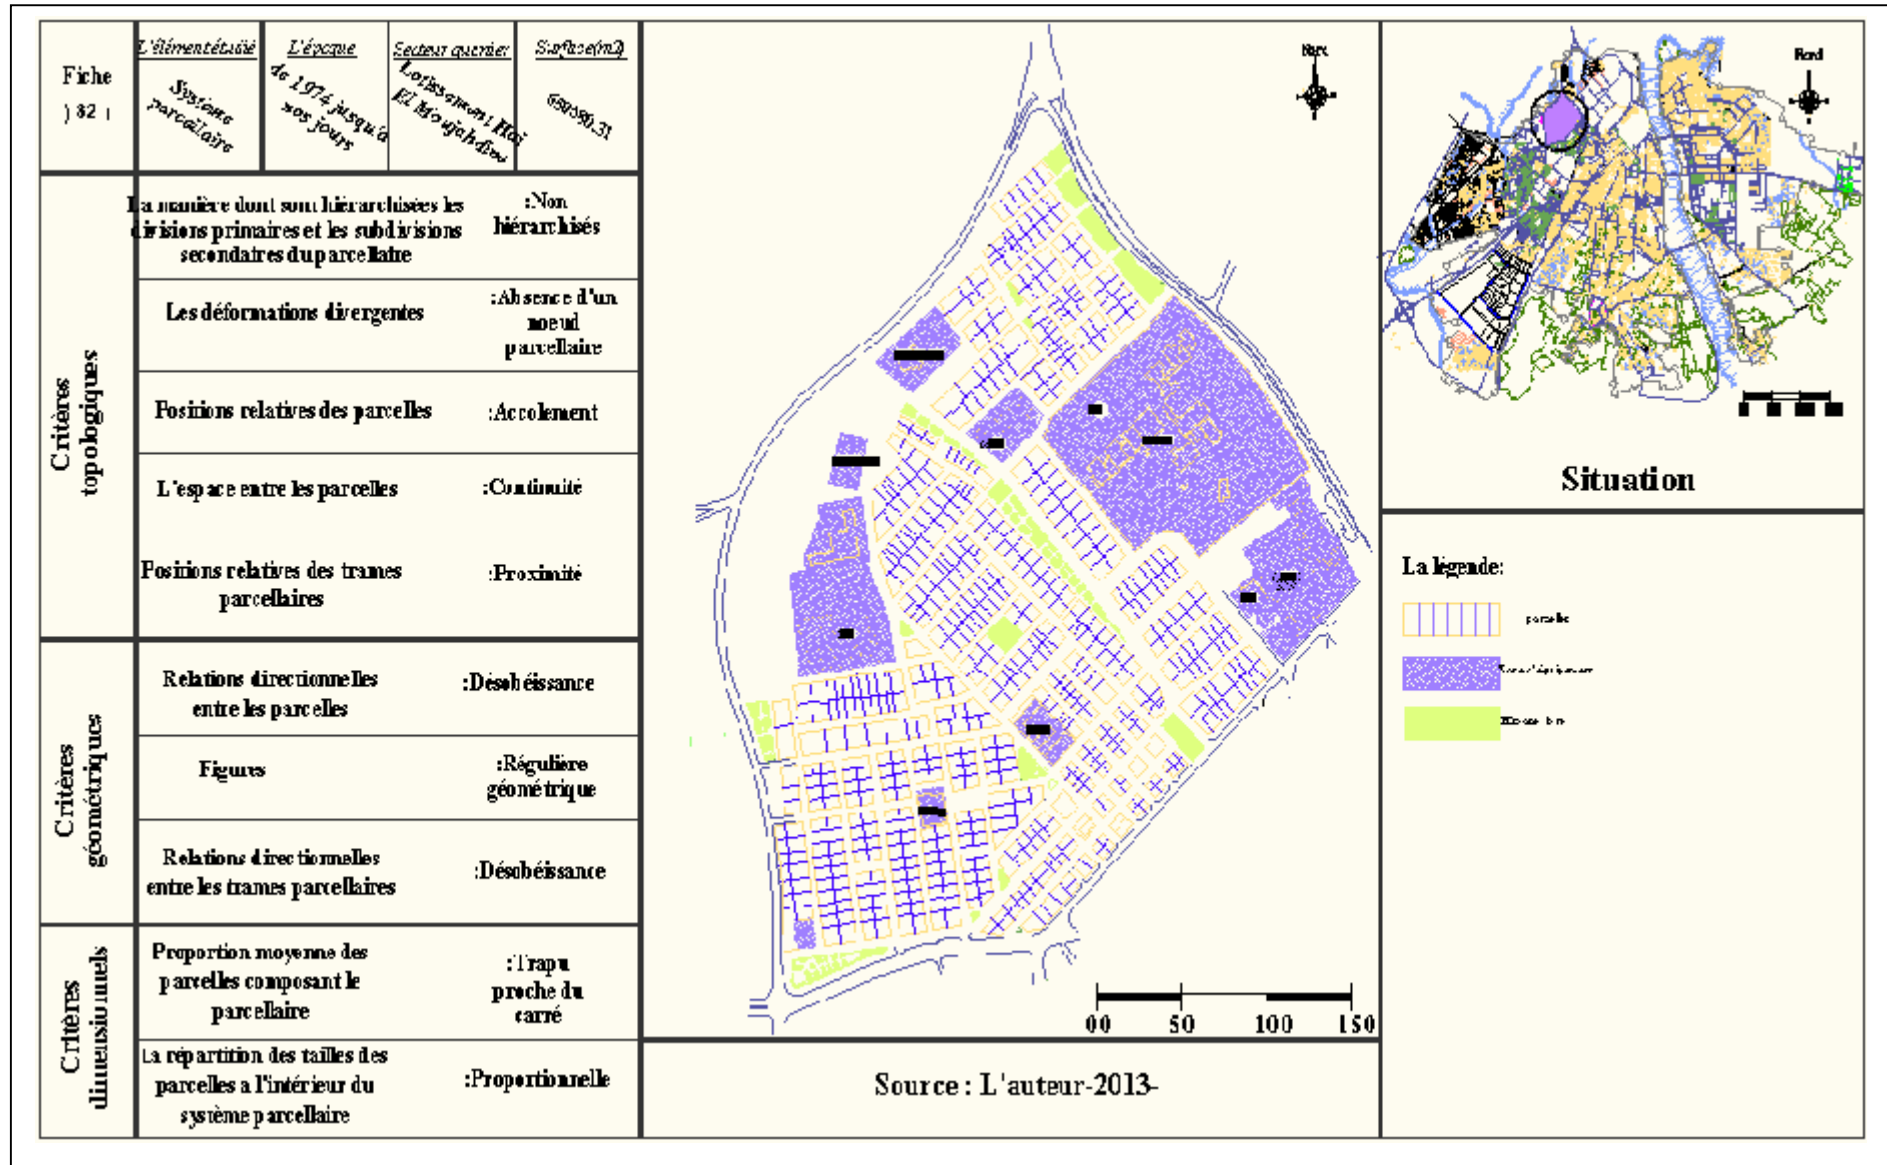 Fiche
) 82 (
L'élément étudié
Système
parcellaire
L'époque
de 1974 jusqu'à
nos jours
Secteur quartier
Lotissement Hai
El Moujahdine
Surface(m2)
Critères
topologiques
La manière dont sont hiérarchisées les
divisions primaires et les subdivisions
secondaires du parcellaire
:Non
hiérarchisés
Les déformations divergentes
:Absence d'un
noeud
parcellaire
Positions relatives des parcelles
:Accolement
L'espace entre les parcelles
:Continuité
Positions relatives des trames
parcellaires
:Proximité
Critères
géométriques
Relations directionnelles
entre les parcelles
:Désobéissance
Figures
:Régulière
géométrique
Relations directionnelles
entre les trames parcellaires
:Désobéissance
Critères
dimensionnels
Proportion moyenne des
parcelles composant le
parcellaire
:Trapu
proche du
carré
La répartition des tailles des
parcelles a l'intérieur du
système parcellaire
:Proportionnelle
Nord
00 50 100 150
Source : L'auteur-2013-
Nord
Situation
La légende:
parcelle